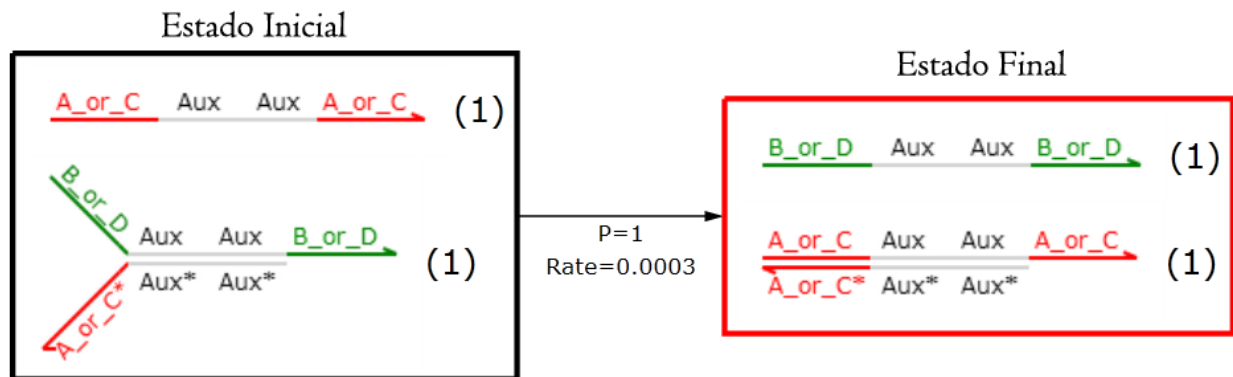 Estado Inicial
A_or_C Aux Aux A_or_C (1)
B_or_D Aux Aux B_or_D (1)
A_or_C* Aux* Aux*
P=1
Rate=0.0003
Estado Final
B_or_D Aux Aux B_or_D (1)
A_or_C Aux Aux A_or_C (1)
A_or_C* Aux* Aux*